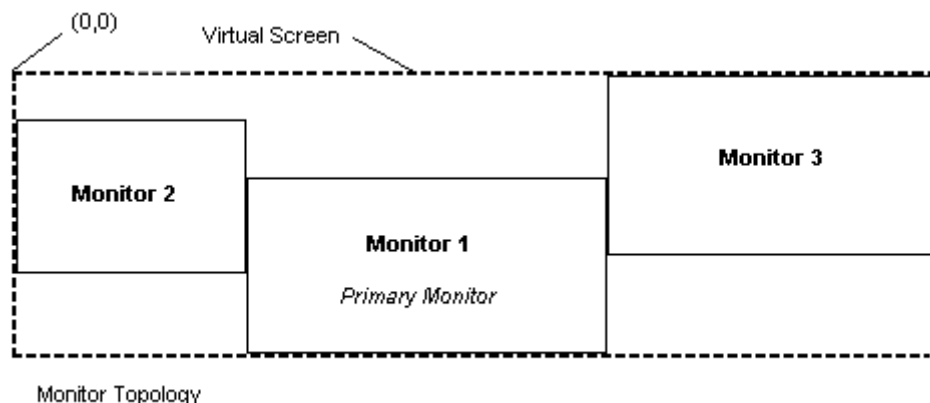 (0,0)
Virtual Screen
Monitor 3
Monitor 2
Monitor 1
Primary Monitor
Monitor Topology